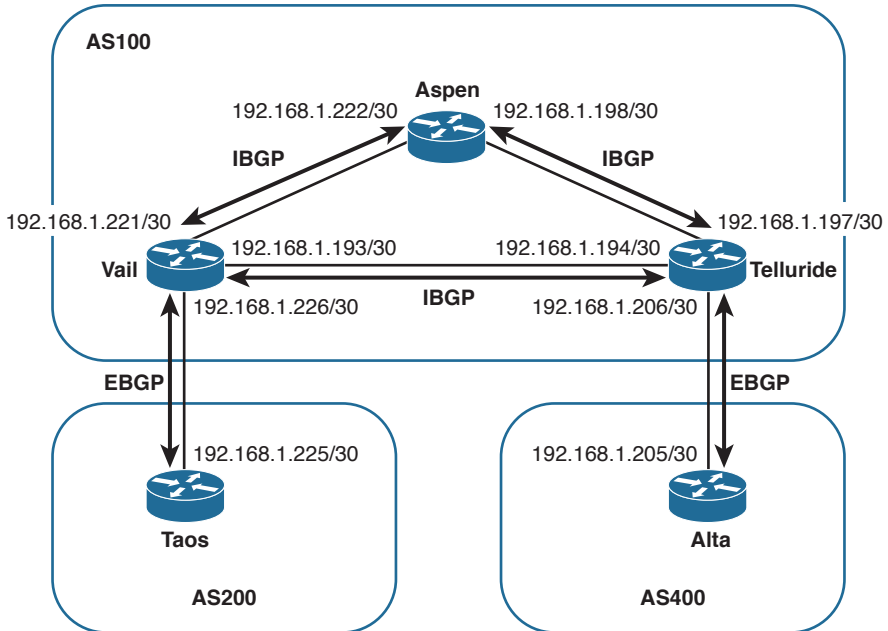 AS100
Aspen
192.168.1.222/30
192.168.1.198/30
IBGP
IBGP
192.168.1.221/30
192.168.1.197/30
192.168.1.193/30
192.168.1.194/30
Vail
Telluride
IBGP
192.168.1.226/30
192.168.1.206/30
EBGP
EBGP
192.168.1.225/30
192.168.1.205/30
Taos
Alta
AS200
AS400